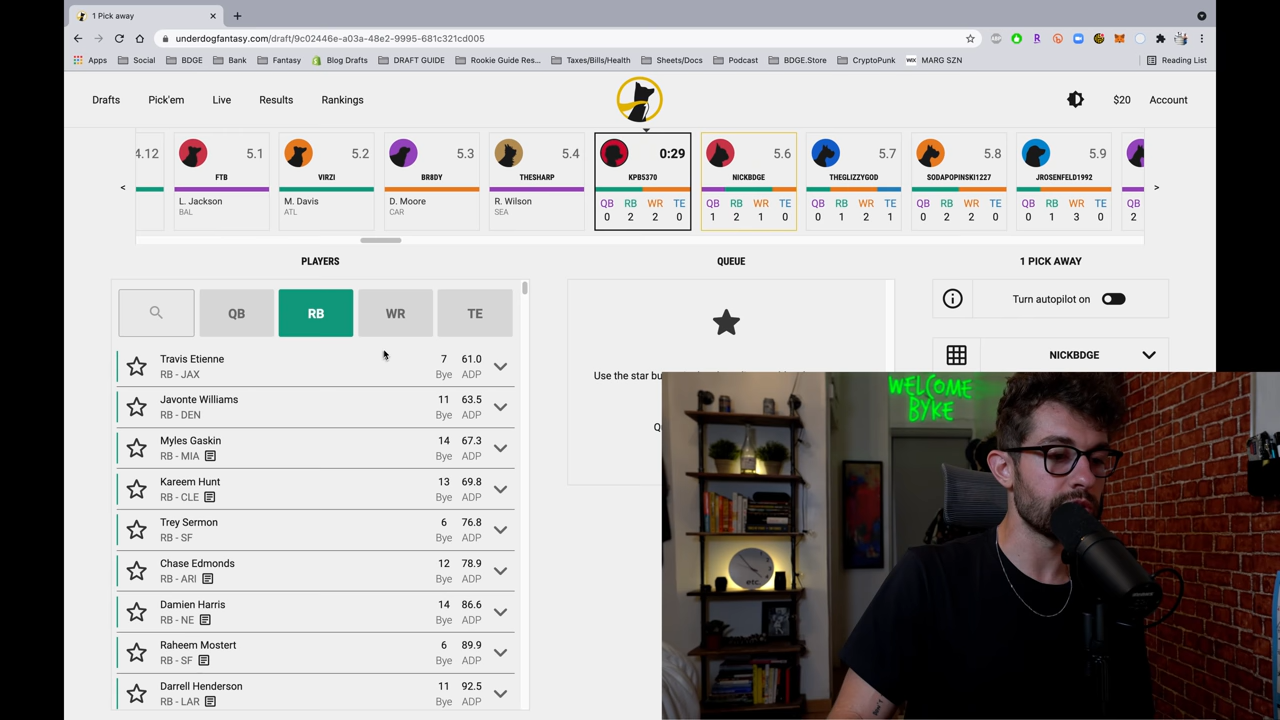 1 Pick away
underdogfantasy.com/draft/9c02446e-a03a-48e2-9995-681c321cd005
Apps Social BDGE Bank Fantasy Blog Drafts DRAFT GUIDE Rookie Guide Res... Taxes/Bills/Health Sheets/Docs Podcast BDGE.Store CryptoPunk WIX MARG SZN Reading List
Drafts Pick'em Live Results Rankings $20 Account
4.12 5.1 5.2 5.3 5.4 0:29 5.6 5.7 5.8 5.9
FTB VIRZI BR8DY THESHARP KPB5370 NICKBDGE THEGLIZZYGOD SODAPOPINSKI1227 JROSENFELD1992
L. Jackson M. Davis D. Moore R. Wilson QB RB WR TE QB RB WR TE QB RB WR TE QB RB WR TE QB RB WR TE QB
BAL ATL CAR SEA 0 2 2 0 1 2 1 0 0 1 2 1 0 2 2 0 0 1 3 0 2
< >
PLAYERS QUEUE 1 PICK AWAY
QB RB WR TE
Turn autopilot on
NICKBDGE
Use the star bu
Travis Etienne 7 61.0
RB - JAX Bye ADP
Javonte Williams 11 63.5
RB - DEN Bye ADP
Myles Gaskin 14 67.3
RB - MIA Bye ADP
Kareem Hunt 13 69.8
RB - CLE Bye ADP
Trey Sermon 6 76.8
RB - SF Bye ADP
Chase Edmonds 12 78.9
RB - ARI Bye ADP
Damien Harris 14 86.6
RB - NE Bye ADP
Raheem Mostert 6 89.9
RB - SF Bye ADP
Darrell Henderson 11 92.5
RB - LAR Bye ADP
WELCOME
BYKE
etc.